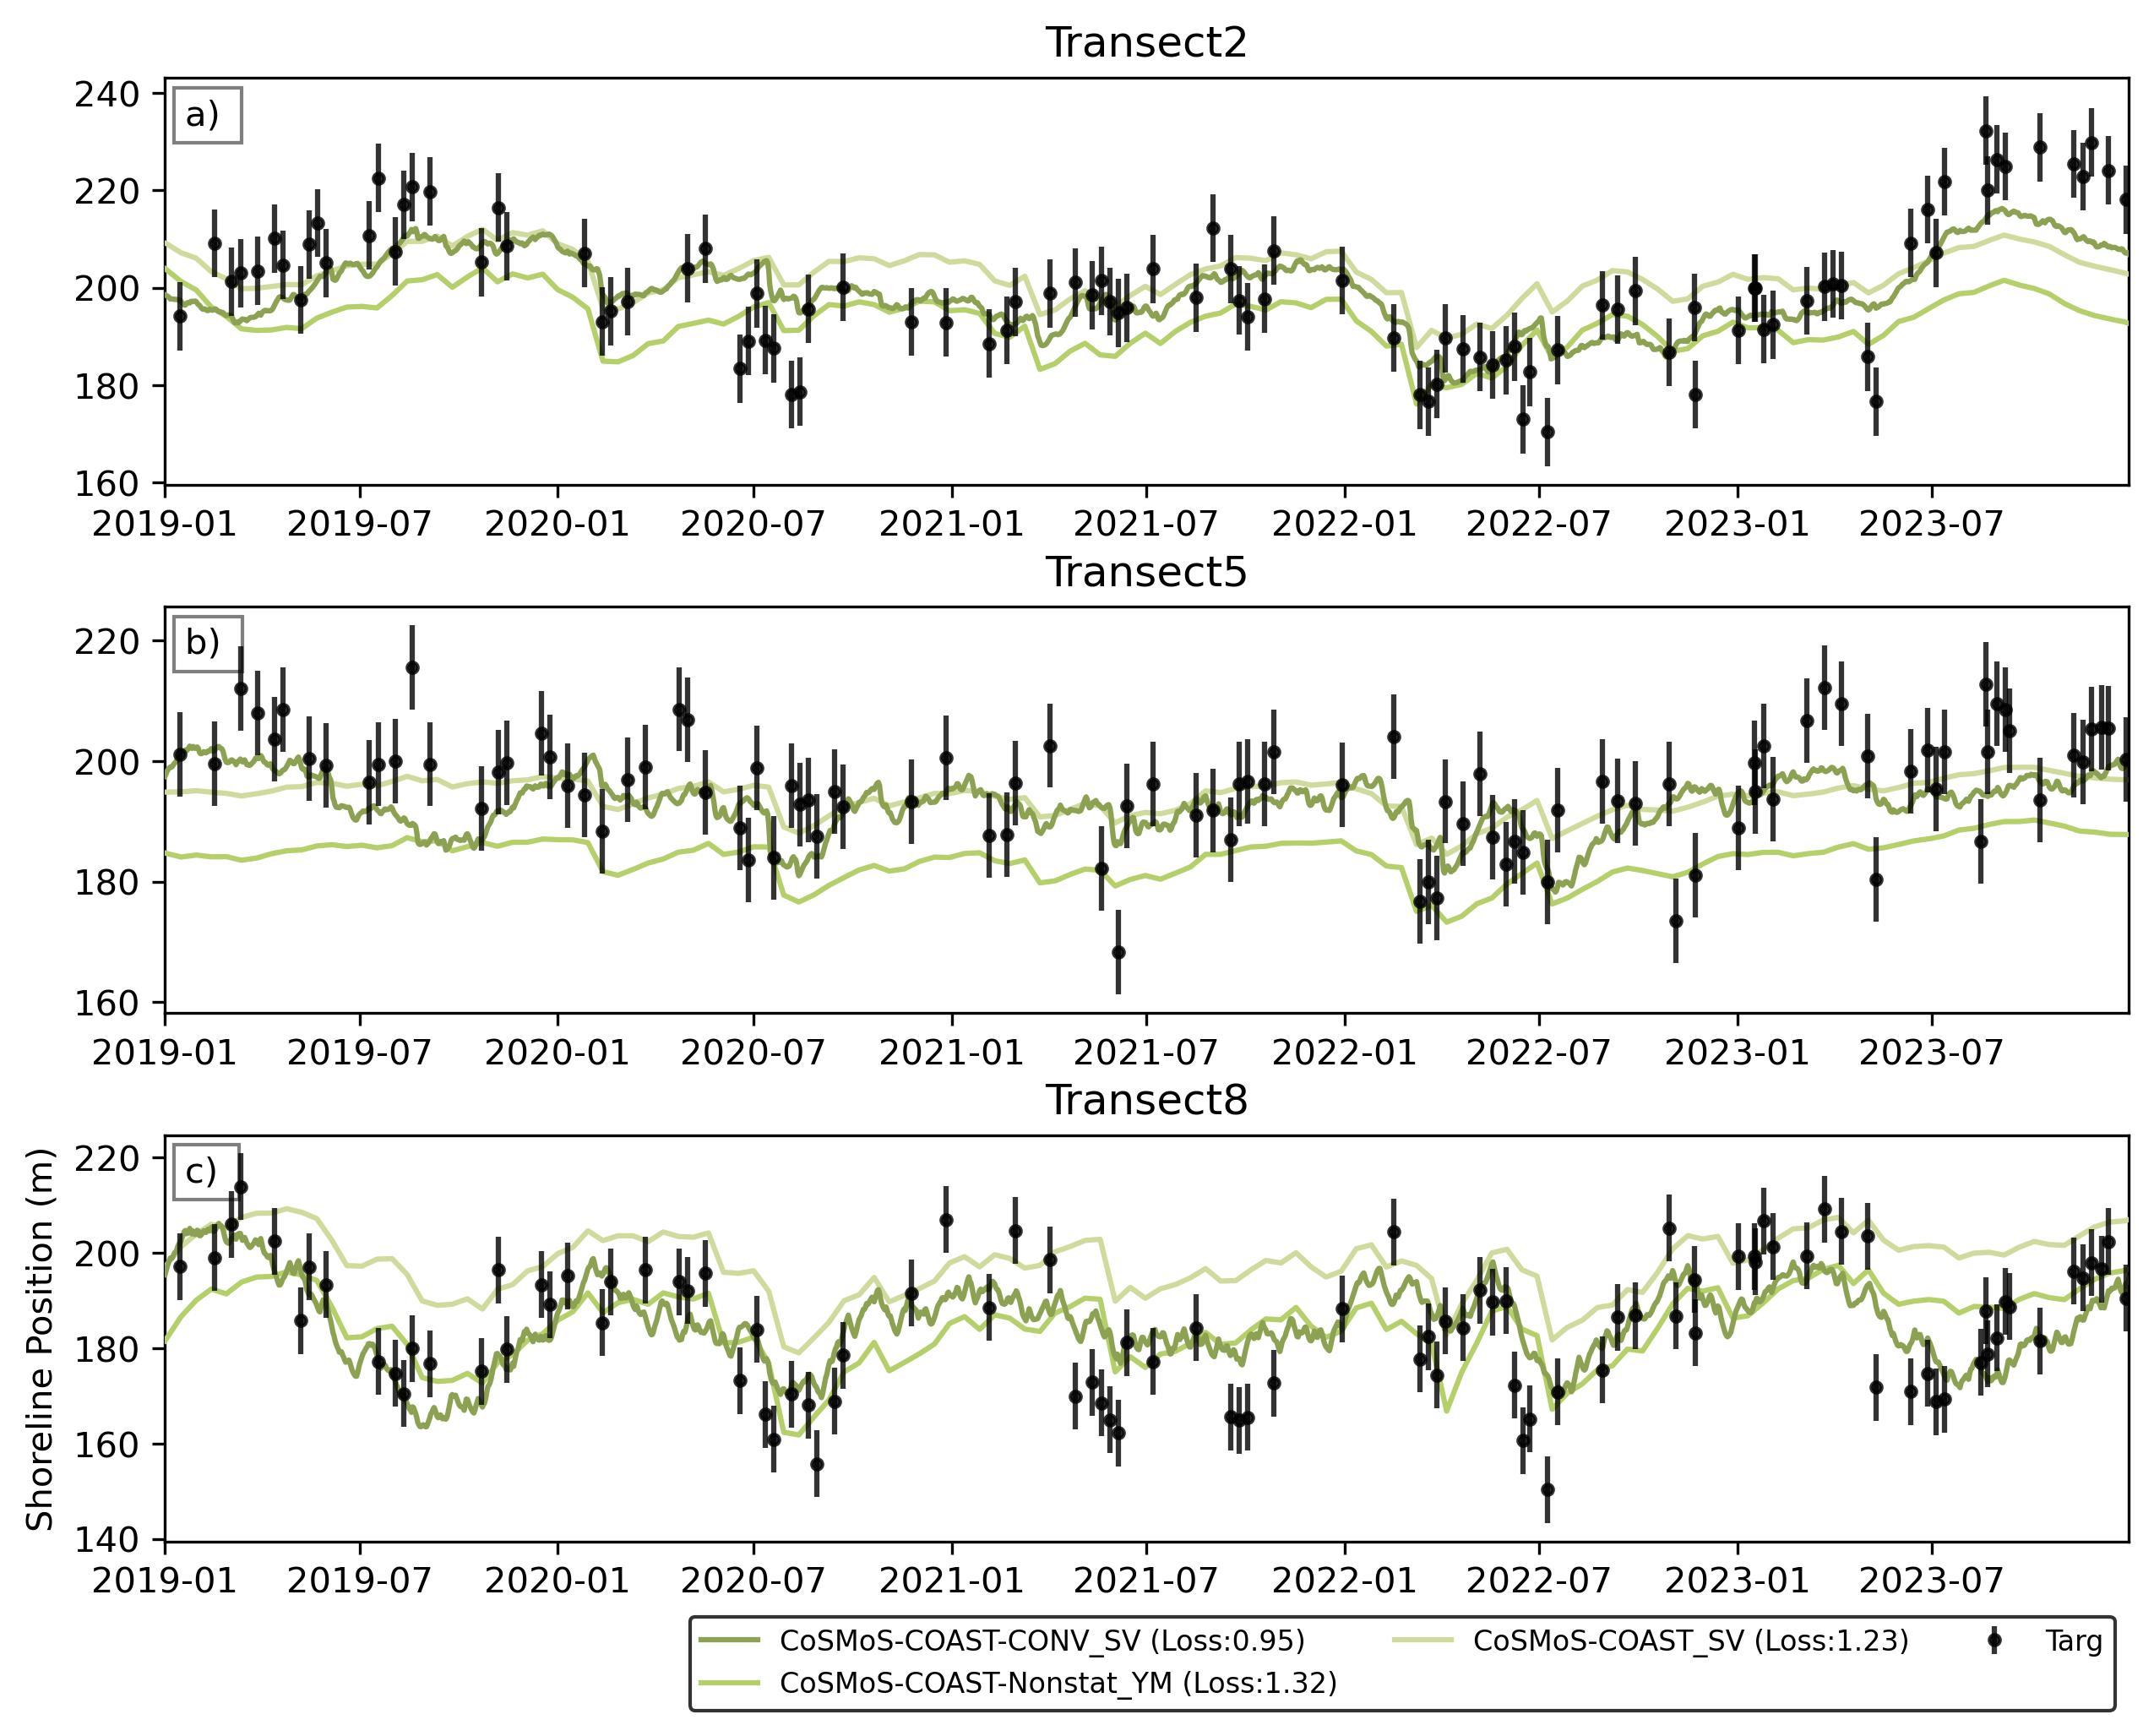 Transect2
240
220
200
180
160
a)
2019-01 2019-07 2020-01 2020-07 2021-01 2021-07 2022-01 2022-07 2023-01 2023-07
Transect5
220
200
180
160
b)
2019-01 2019-07 2020-01 2020-07 2021-01 2021-07 2022-01 2022-07 2023-01 2023-07
Transect8
Shoreline Position (m)
220
200
180
160
140
c)
2019-01 2019-07 2020-01 2020-07 2021-01 2021-07 2022-01 2022-07 2023-01 2023-07
CoSMoS-COAST-CONV_SV (Loss:0.95) CoSMoS-COAST_SV (Loss:1.23) Targ
CoSMoS-COAST-Nonstat_YM (Loss:1.32)